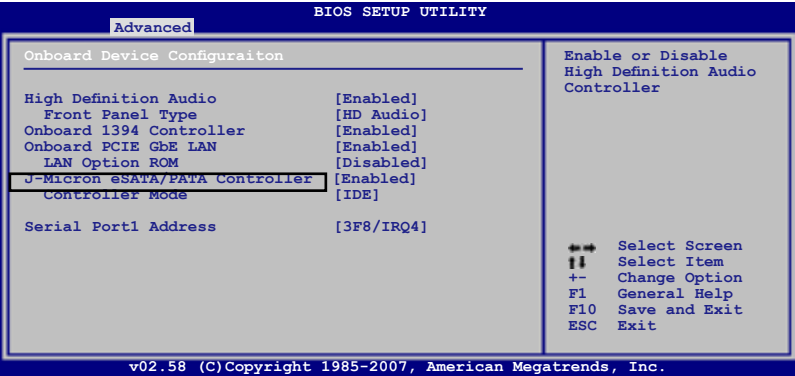 BIOS SETUP UTILITY
Advanced
Onboard Device Configuraiton
High Definition Audio [Enabled]
Front Panel Type [HD Audio]
Onboard 1394 Controller [Enabled]
Onboard PCIE GbE LAN [Enabled]
LAN Option ROM [Disabled]
J-Micron eSATA/PATA Controller [Enabled]
Controller Mode [IDE]
Serial Port1 Address [3F8/IRQ4]
Enable or Disable
High Definition Audio
Controller
Select Screen
Select Item
+- Change Option
F1 General Help
F10 Save and Exit
ESC Exit
v02.58 (C)Copyright 1985-2007, American Megatrends, Inc.